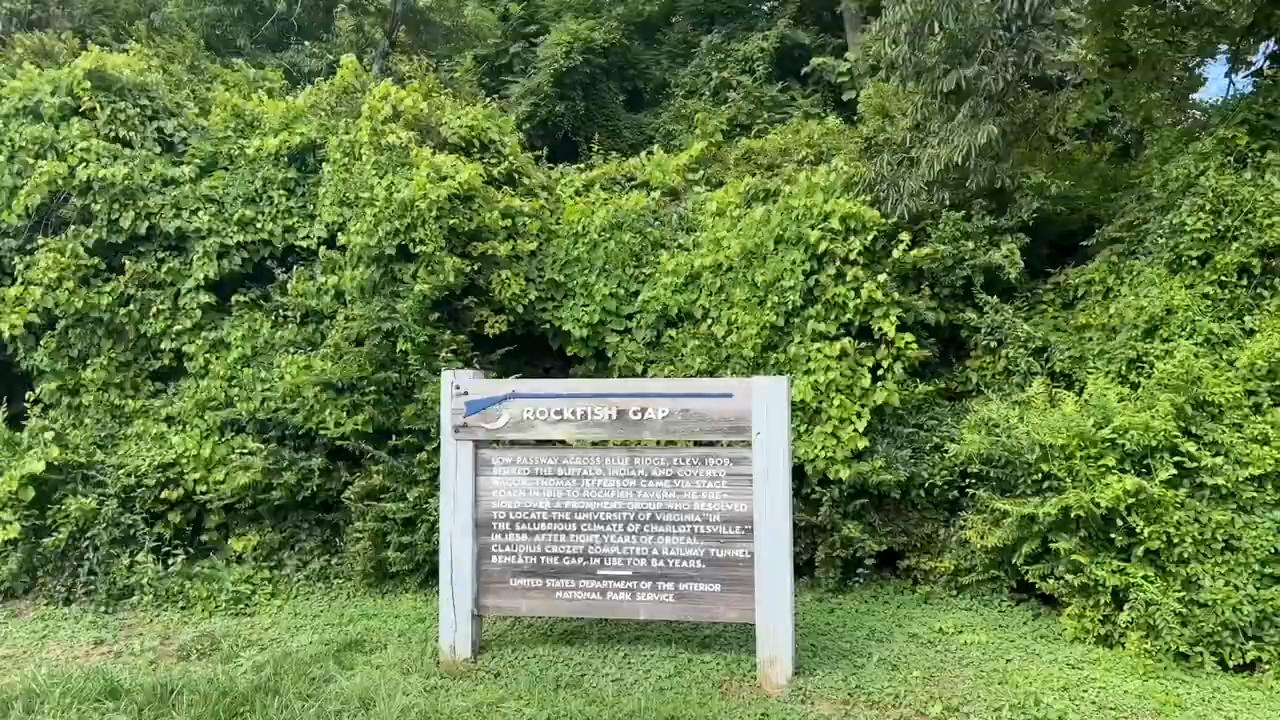 ROCKFISH GAP
LOW PASSWAY ACROSS BLUE RIDGE, ELEV. 1909,
SERVED THE BUFFALO, INDIAN, AND COVERED
WAGON. THOMAS JEFFERSON CAME VIA STAGE
COACH IN 1818 TO ROCKFISH TAVERN. HE PRE-
SIDED OVER A PROMINENT GROUP WHO RESOLVED
TO LOCATE THE UNIVERSITY OF VIRGINIA "IN
THE SALUBRIOUS CLIMATE OF CHARLOTTESVILLE."
IN 1858, AFTER EIGHT YEARS OF ORDEAL,
CLAUDIUS CROZET COMPLETED A RAILWAY TUNNEL
BENEATH THE GAP, IN USE FOR 84 YEARS.
UNITED STATES DEPARTMENT OF THE INTERIOR
NATIONAL PARK SERVICE